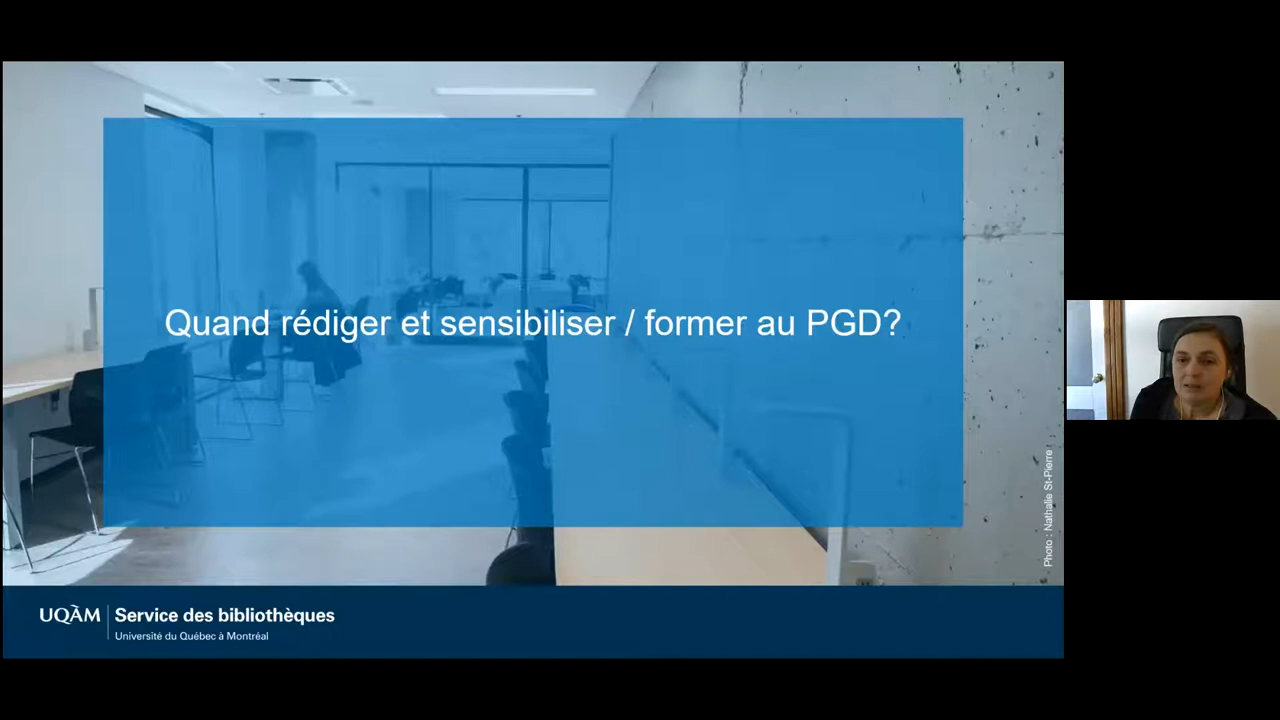 Quand rédiger et sensibiliser / former au PGD?
Photo : Nathalie St-Pierre
UQÀM
Service des bibliothèques
Université du Québec à Montréal